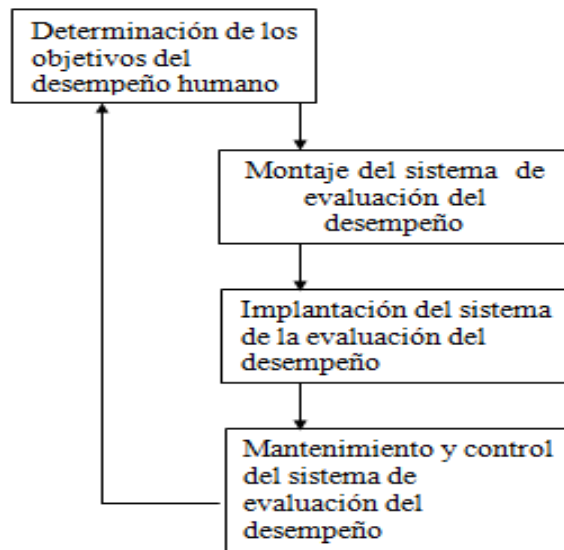 Determinación de los
objetivos del
desempeño humano
Montaje del sistema de
evaluación del
desempeño
Implantación del sistema
de la evaluación del
desempeño
Mantenimiento y control
del sistema de
evaluación del
desempeño